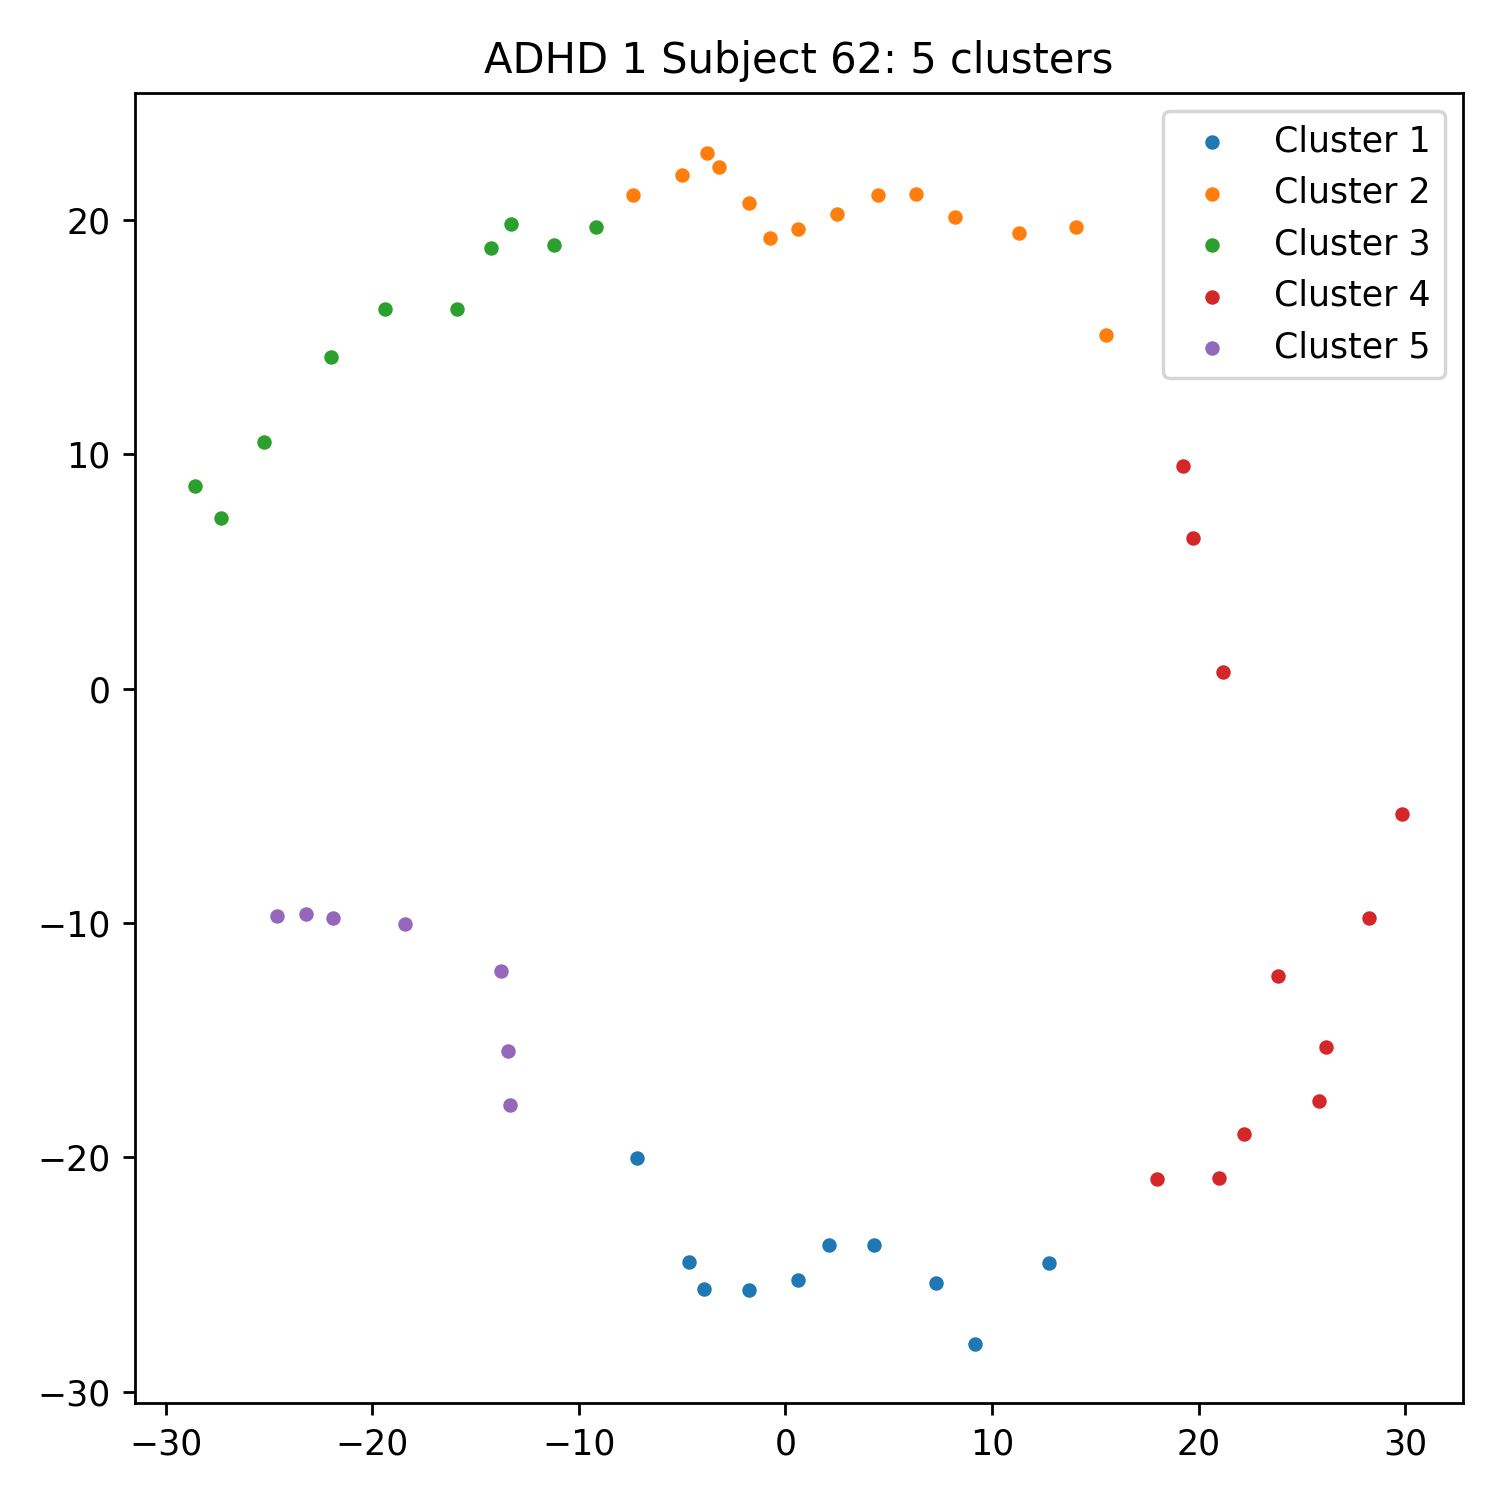 ADHD 1 Subject 62: 5 clusters
Cluster 1
Cluster 2
Cluster 3
Cluster 4
Cluster 5
20
10
0
−10
−20
−30
−30 −20 −10 0 10 20 30